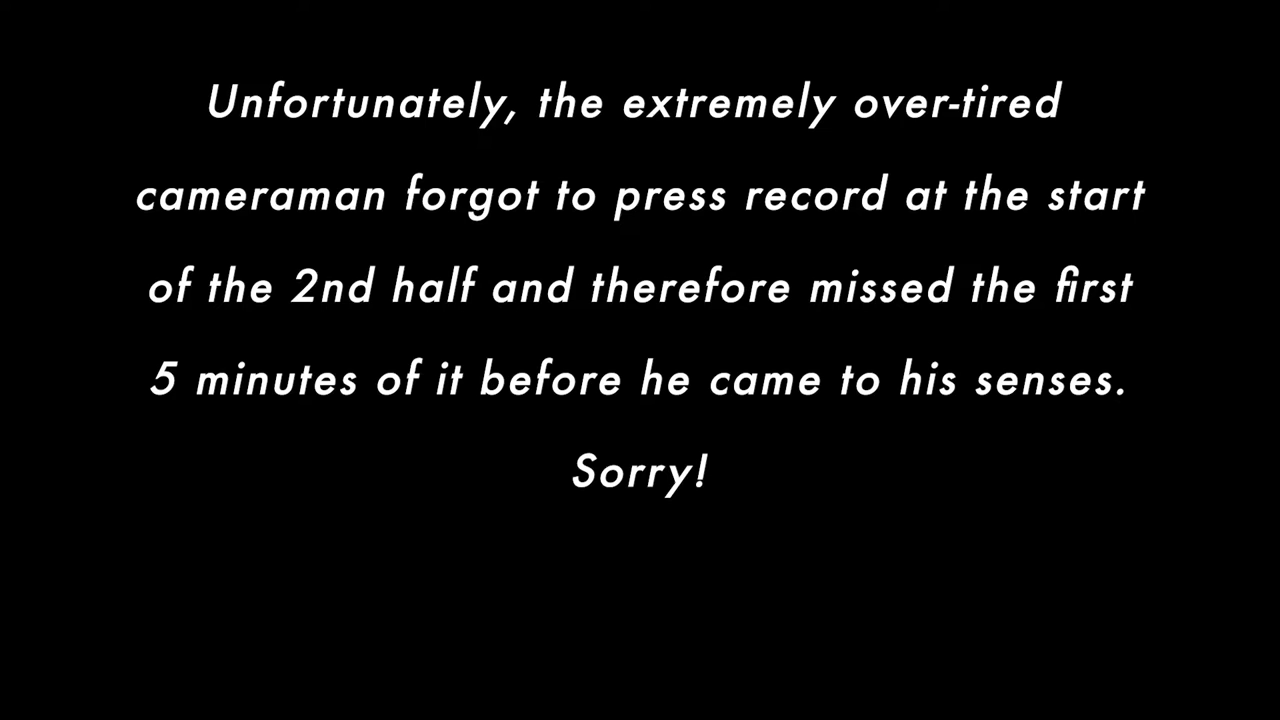 Unfortunately, the extremely over-tired
cameraman forgot to press record at the start
of the 2nd half and therefore missed the first
5 minutes of it before he came to his senses.
Sorry!